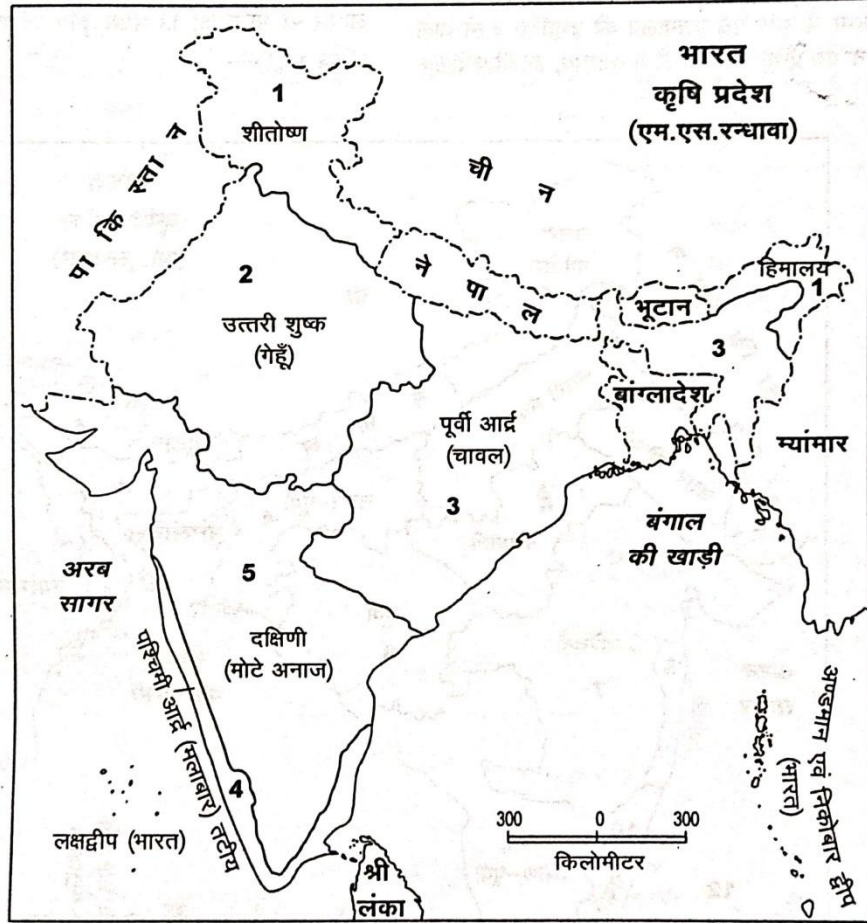 भारत
कृषि प्रदेश
(एम.एस.रन्धावा)
1
शीतोष्ण
पाकिस्तान
चीन
2
उत्तरी शुष्क
(गेहूँ)
नेपाल
हिमालय
1
भूटान
3
बांग्लादेश
म्यांमार
पूर्वी आर्द्र
(चावल)
3
बंगाल
की खाड़ी
अरब
सागर
5
दक्षिणी
(मोटे अनाज)
पश्चिमी आर्द्र (मलाबार) तटीय
4
लक्षद्वीप (भारत)
श्री
लंका
300 0 300
किलोमीटर
अण्डमान एवं निकोबार द्वीप
(भारत)